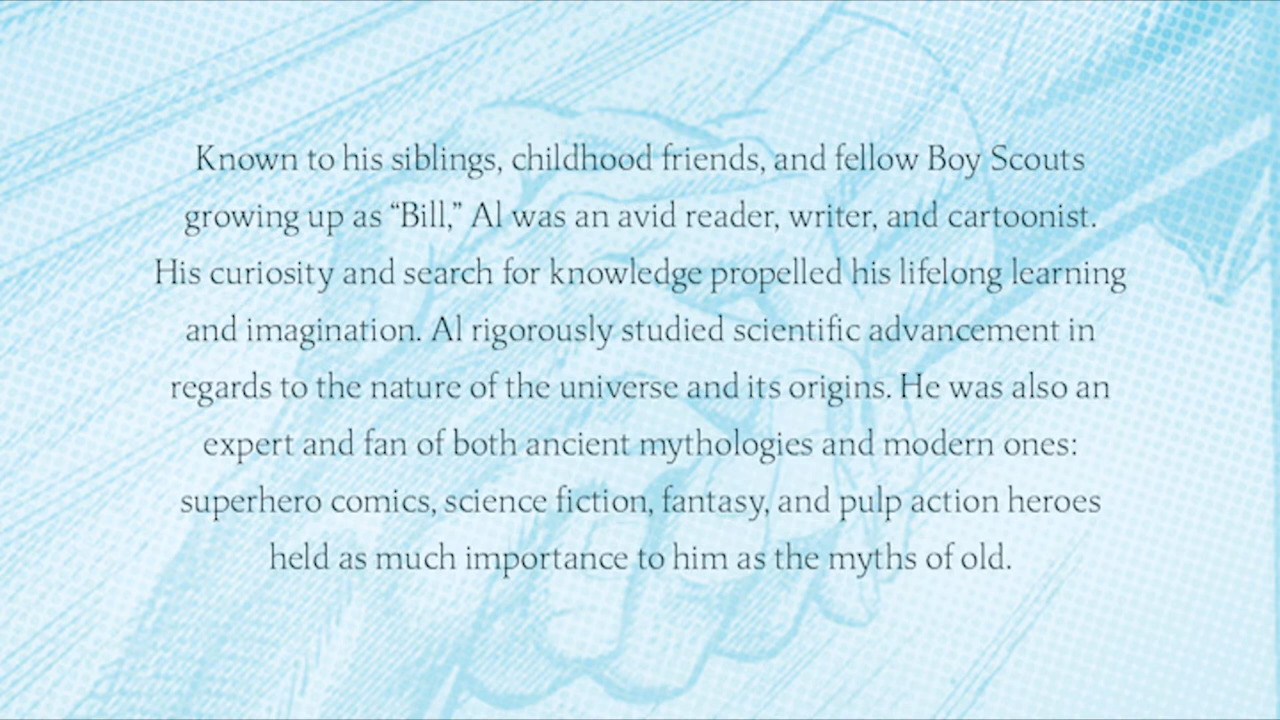 Known to his siblings, childhood friends, and fellow Boy Scouts
growing up as “Bill,” Al was an avid reader, writer, and cartoonist.
His curiosity and search for knowledge propelled his lifelong learning
and imagination. Al rigorously studied scientific advancement in
regards to the nature of the universe and its origins. He was also an
expert and fan of both ancient mythologies and modern ones:
superhero comics, science fiction, fantasy, and pulp action heroes
held as much importance to him as the myths of old.